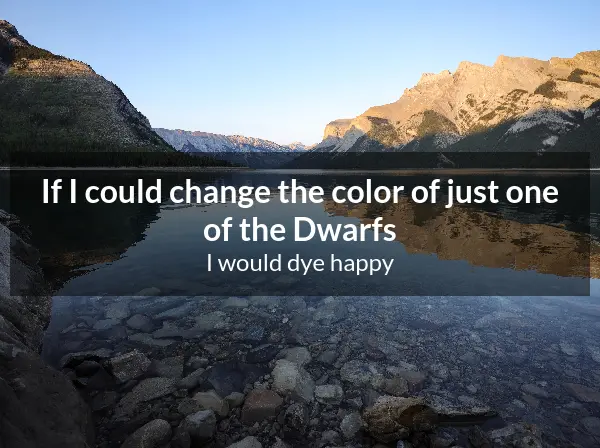 If I could change the color of just one
of the Dwarfs
I would dye happy